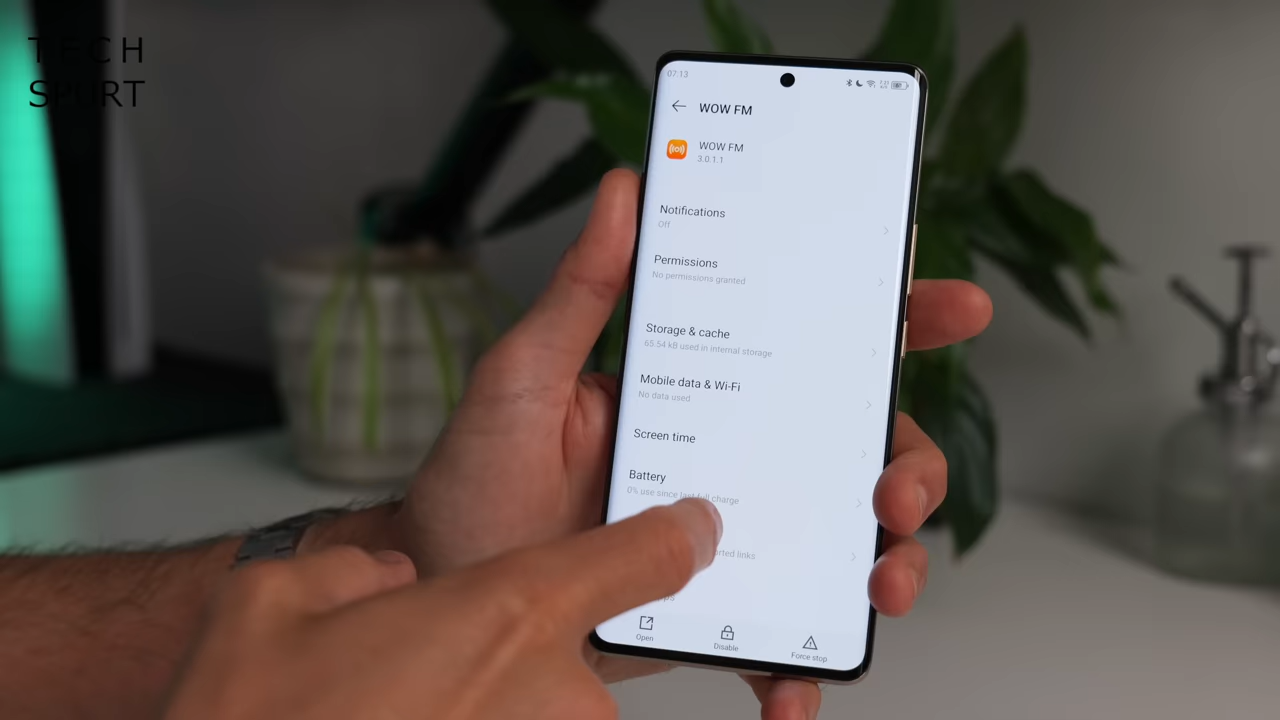 TECH
SPURT
07:13
WOW FM
WOW FM
3.0.1.1
Notifications
Off
Permissions
No permissions granted
Storage & cache
65.54 kB used in internal storage
Mobile data & Wi-Fi
No data used
Screen time
Battery
0% use since last full charge
links
Open
Disable
Force stop